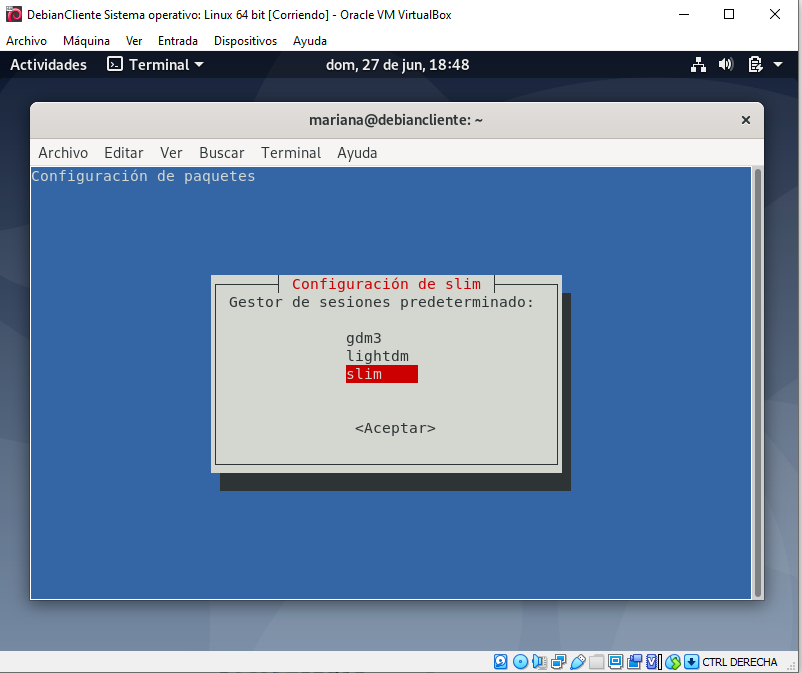 DebianCliente Sistema operativo: Linux 64 bit [Corriendo] - Oracle VM VirtualBox
Archivo Máquina Ver Entrada Dispositivos Ayuda
Actividades Terminal dom, 27 de jun, 18:48
mariana@debiancliente: ~
Archivo Editar Ver Buscar Terminal Ayuda
Configuración de paquetes
Configuración de slim
Gestor de sesiones predeterminado:
gdm3
lightdm
slim
<Aceptar>
CTRL DERECHA